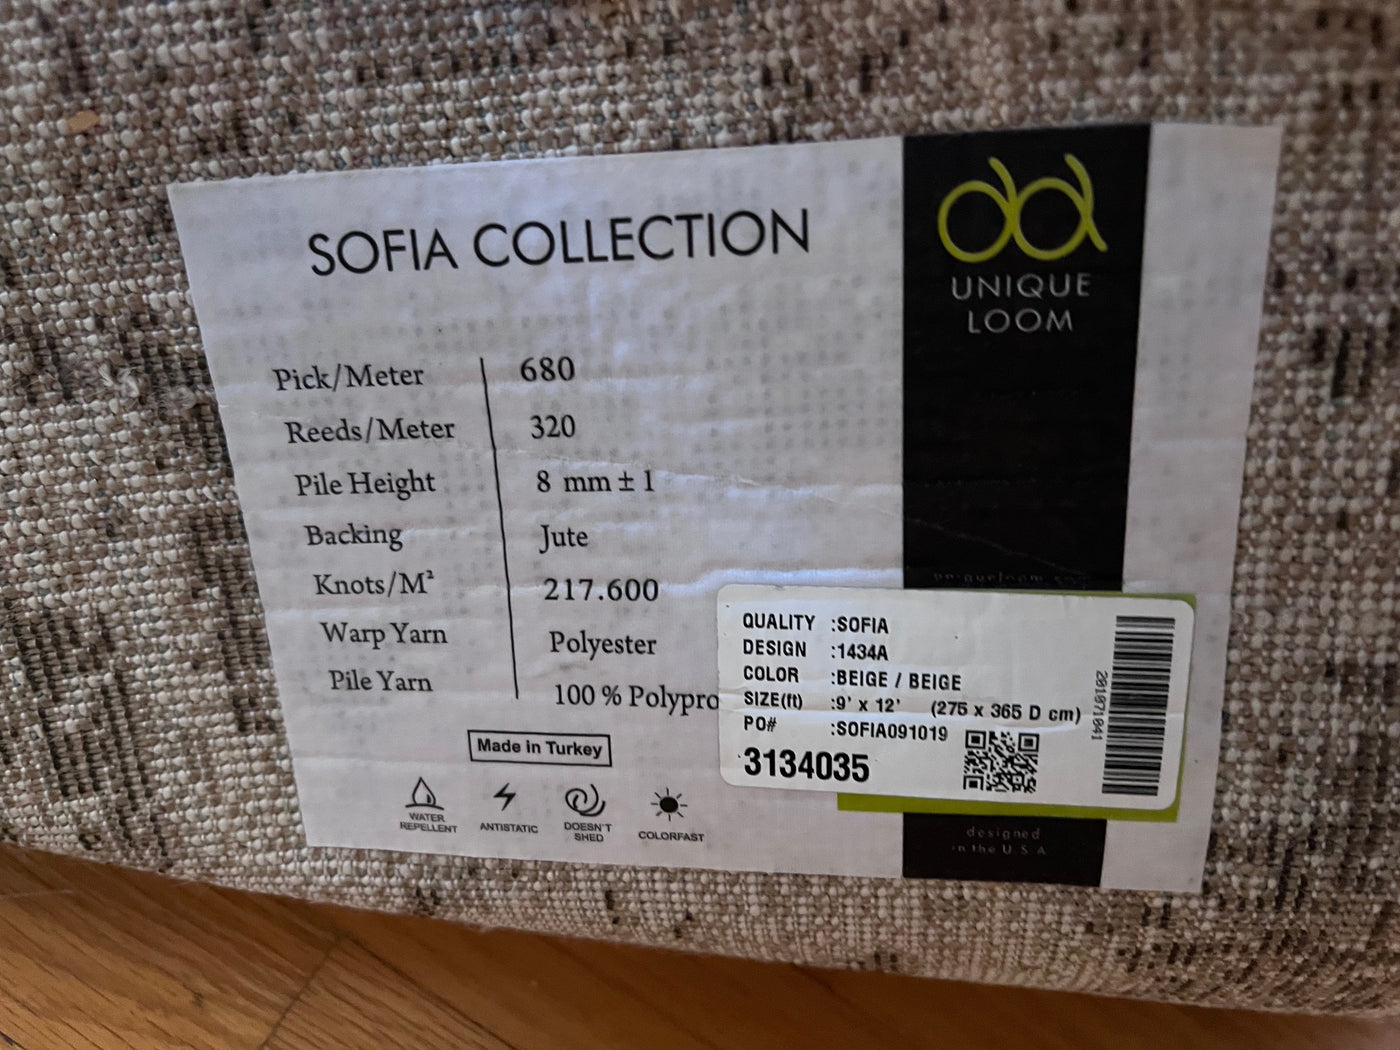 SOFIA COLLECTION
Pick/Meter 680
Reeds/Meter 320
Pile Height 8 mm ± 1
Backing Jute
Knots/M² 217.600
Warp Yarn Polyester
Pile Yarn 100 % Polypro
Made in Turkey
WATER
REPELLENT
ANTISTATIC
DOESN'T
SHED
COLORFAST
UNIQUE
LOOM
QUALITY :SOFIA
DESIGN :1434A
COLOR :BEIGE / BEIGE
SIZE(ft) :9' x 12' (275 x 365 D cm)
PO# :SOFIA091019
3134035
201071041
designed
in the U.S.A